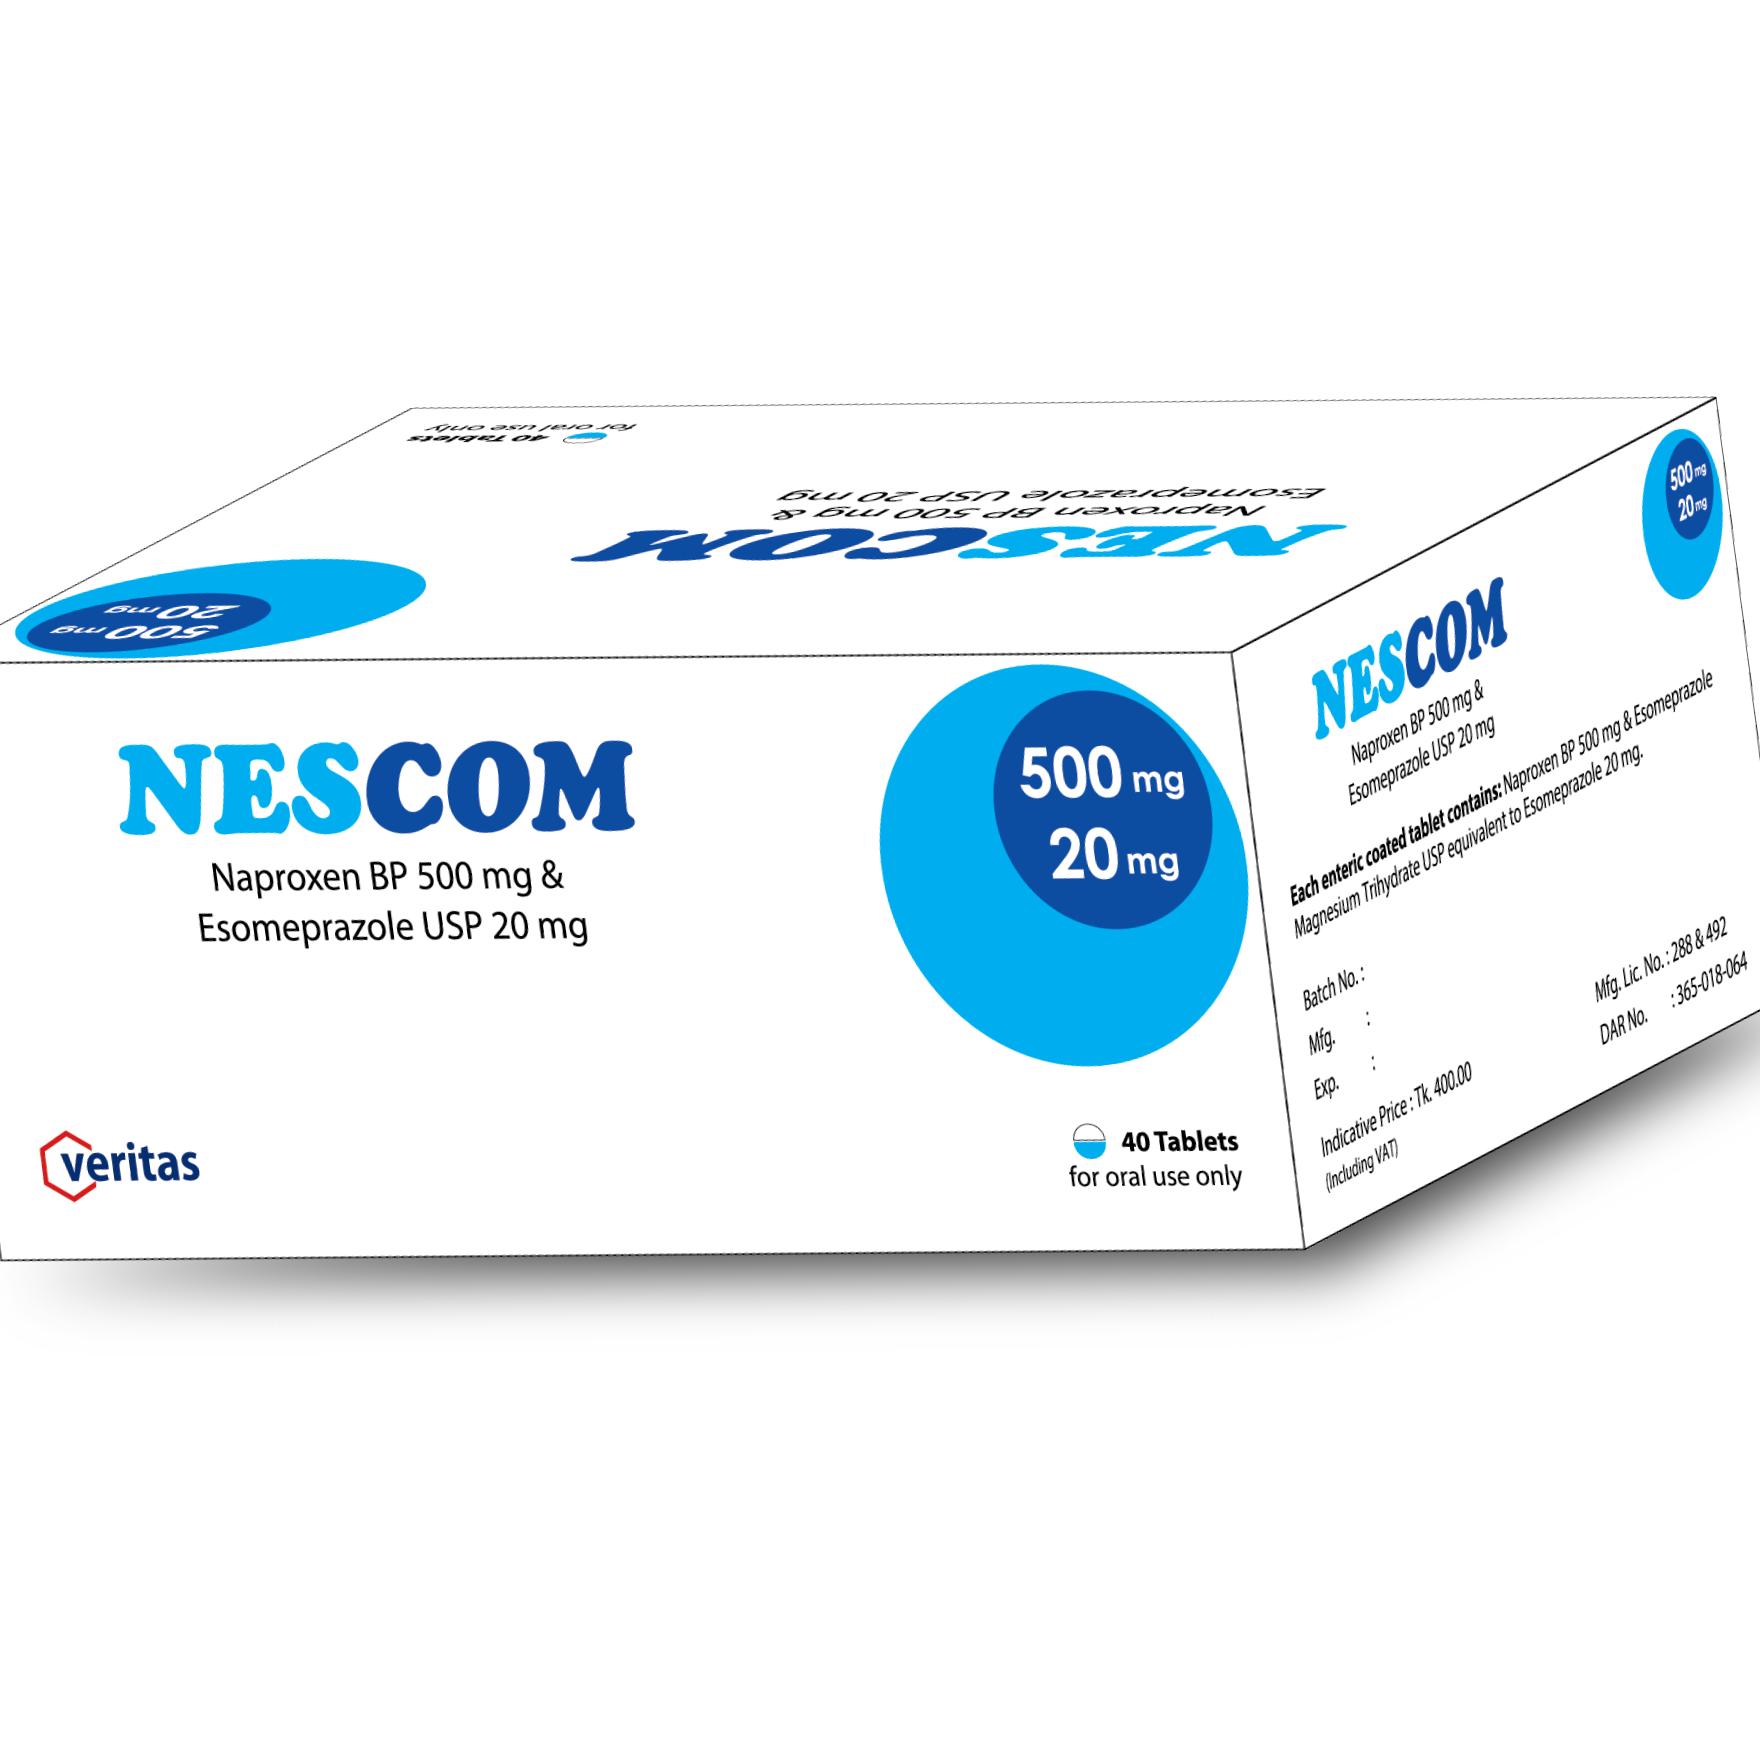 40 Tablets
for oral use only
NESCOM
Naproxen BP 500 mg &
Esomeprazole USP 20 mg
500 mg
20 mg
NESCOM
Naproxen BP 500 mg &
Esomeprazole USP 20 mg
500 mg
20 mg
veritas
40 Tablets
for oral use only
500 mg
20 mg
NESCOM
Naproxen BP 500 mg &
Esomeprazole USP 20 mg
Each enteric coated tablet contains: Naproxen BP 500 mg & Esomeprazole
Magnesium Trihydrate USP equivalent to Esomeprazole 20 mg.
Batch No. :
Mfg. :
Exp. :
Mfg. Lic. No. : 288 & 492
DAR No. : 365-018-064
Indicative Price : Tk. 400.00
(Including VAT)